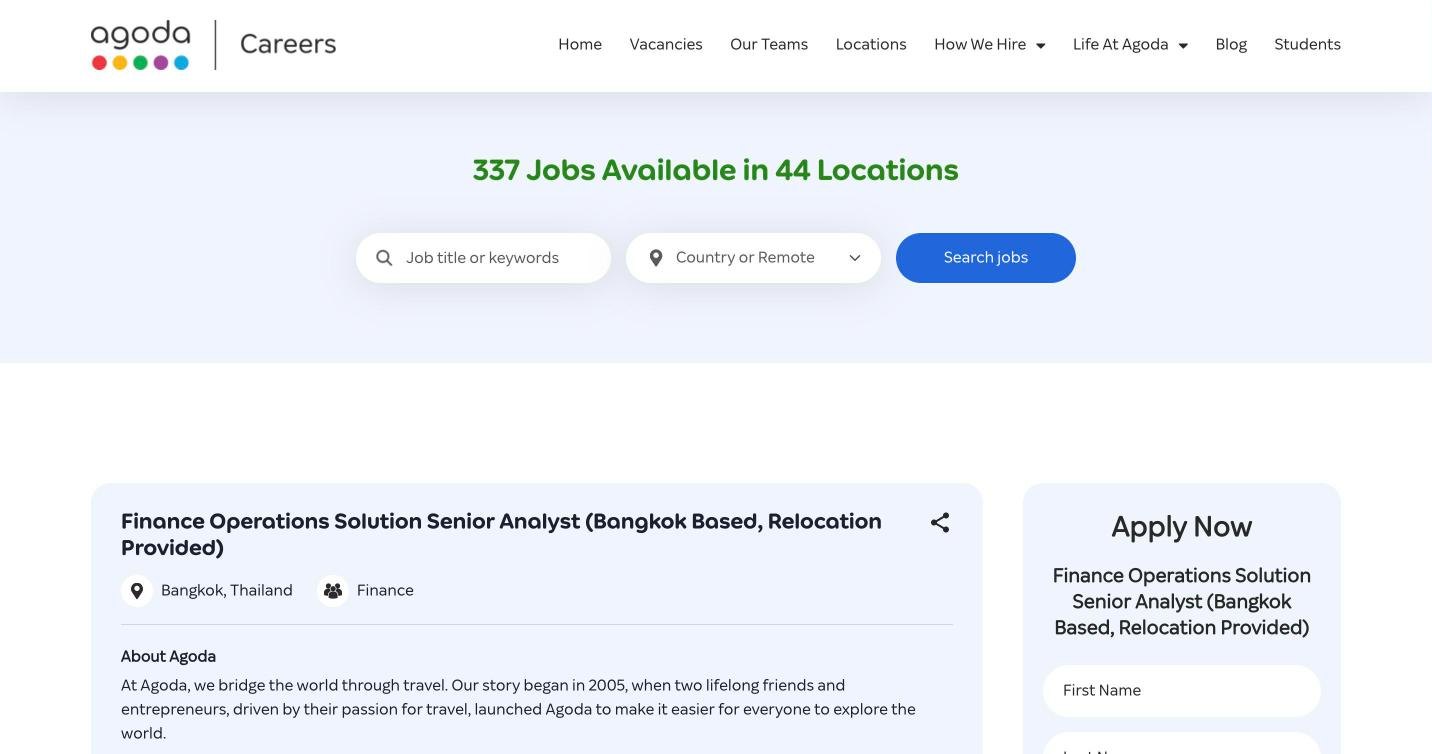 agoda
Careers
Home
Vacancies
Our Teams
Locations
How We Hire
Life At Agoda
Blog
Students
337 Jobs Available in 44 Locations
Job title or keywords
Country or Remote
Search jobs
Finance Operations Solution Senior Analyst (Bangkok Based, Relocation
Provided)
Bangkok, Thailand
Finance
About Agoda
At Agoda, we bridge the world through travel. Our story began in 2005, when two lifelong friends and
entrepreneurs, driven by their passion for travel, launched Agoda to make it easier for everyone to explore the
world.
Apply Now
Finance Operations Solution
Senior Analyst (Bangkok
Based, Relocation Provided)
First Name